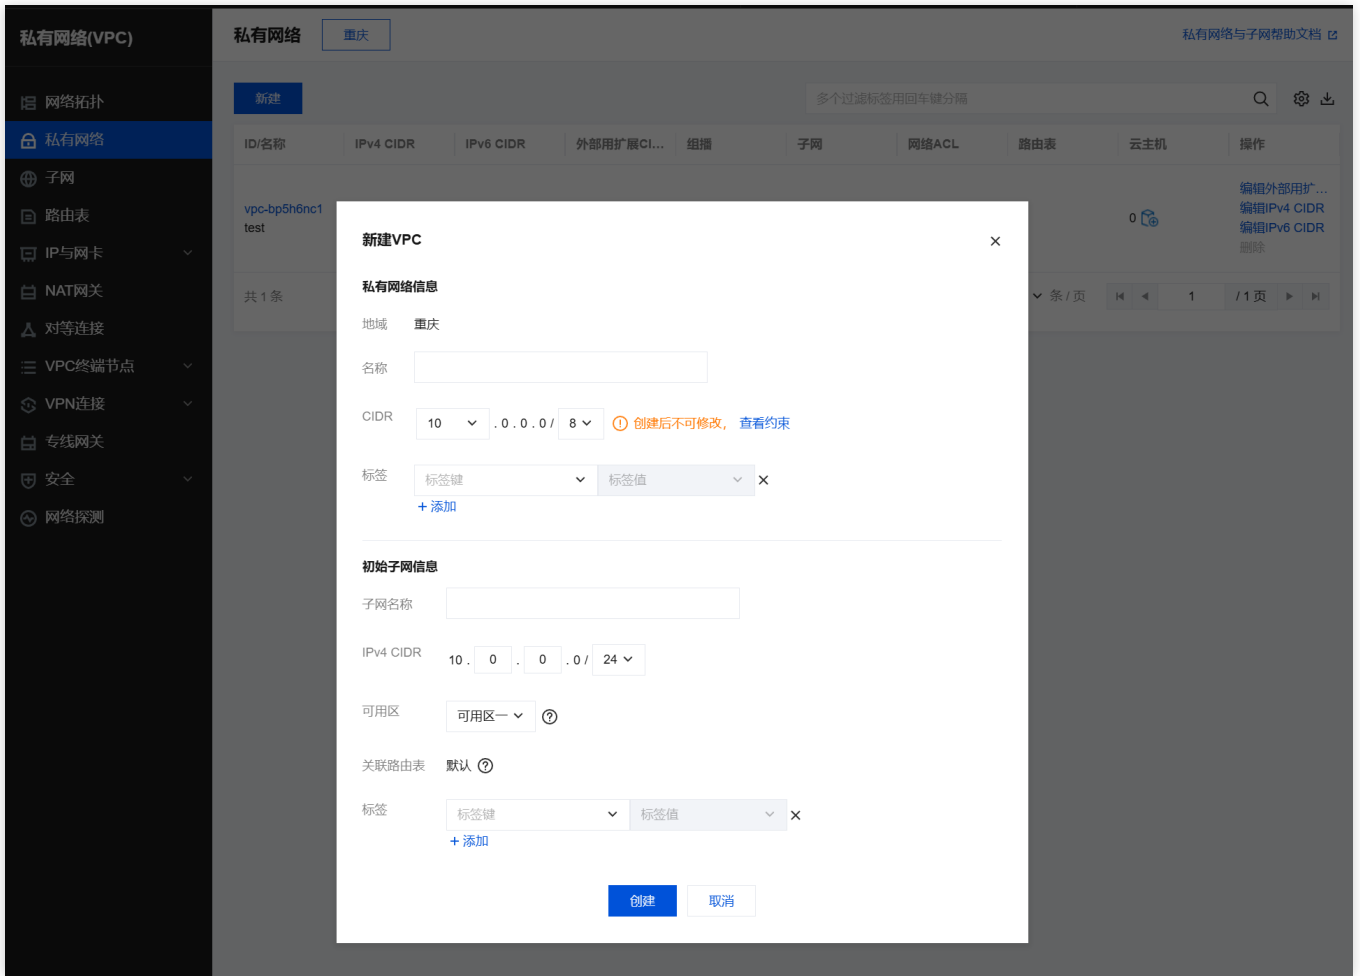 私有网络(VPC)
网络拓扑
私有网络
子网
路由表
IP与网卡
NAT网关
对等连接
VPC终端节点
VPN连接
专线网关
安全
网络探测
私有网络 重庆 私有网络与子网帮助文档
新建 多个过滤标签用回车键分隔
ID/名称 IPv4 CIDR IPv6 CIDR 外部用扩展CI... 组播 子网 网络ACL 路由表 云主机 操作
vpc-bp5h6nc1
test
0
编辑外部用扩...
编辑IPv4 CIDR
编辑IPv6 CIDR
删除
共 1 条 条 / 页 1 / 1 页
新建VPC
私有网络信息
地域 重庆
名称
CIDR 10 . 0 . 0 . 0 / 8 创建后不可修改， 查看约束
标签 标签键 标签值
+ 添加
初始子网信息
子网名称
IPv4 CIDR 10 . 0 . 0 . 0 / 24
可用区 可用区一
关联路由表 默认
标签 标签键 标签值
+ 添加
创建 取消